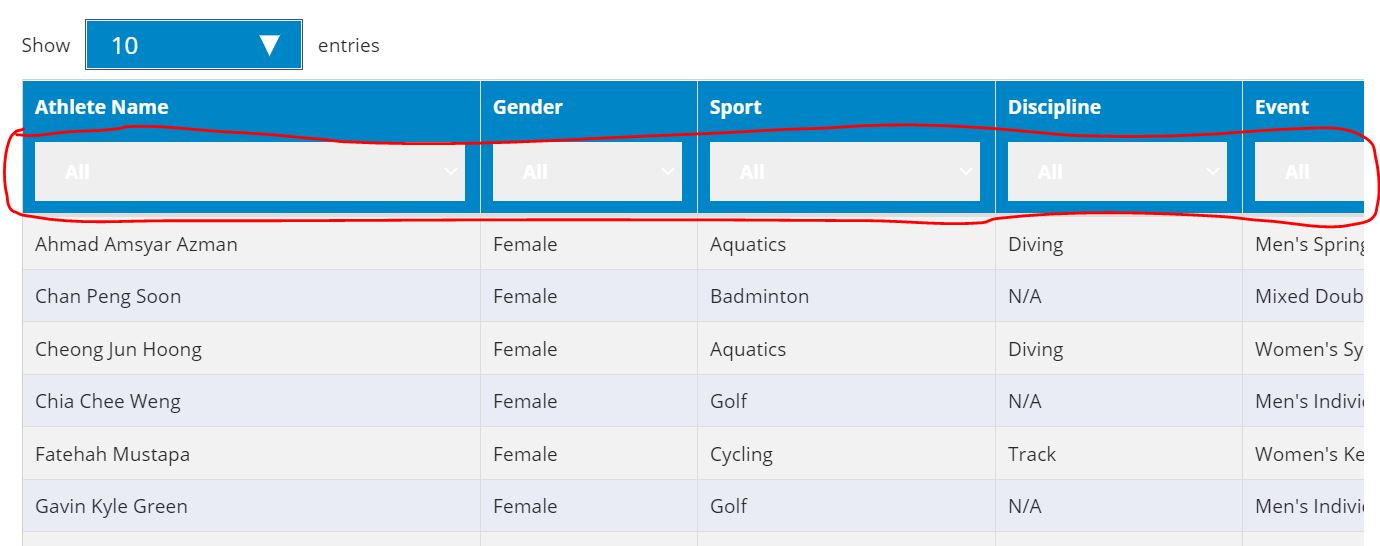 Show 10 entries
Athlete Name Gender Sport Discipline Event
All All All All All
Ahmad Amsyar Azman Female Aquatics Diving Men's Spring
Chan Peng Soon Female Badminton N/A Mixed Doub
Cheong Jun Hoong Female Aquatics Diving Women's Sy
Chia Chee Weng Female Golf N/A Men's Indivi
Fatehah Mustapa Female Cycling Track Women's Ke
Gavin Kyle Green Female Golf N/A Men's Indivi